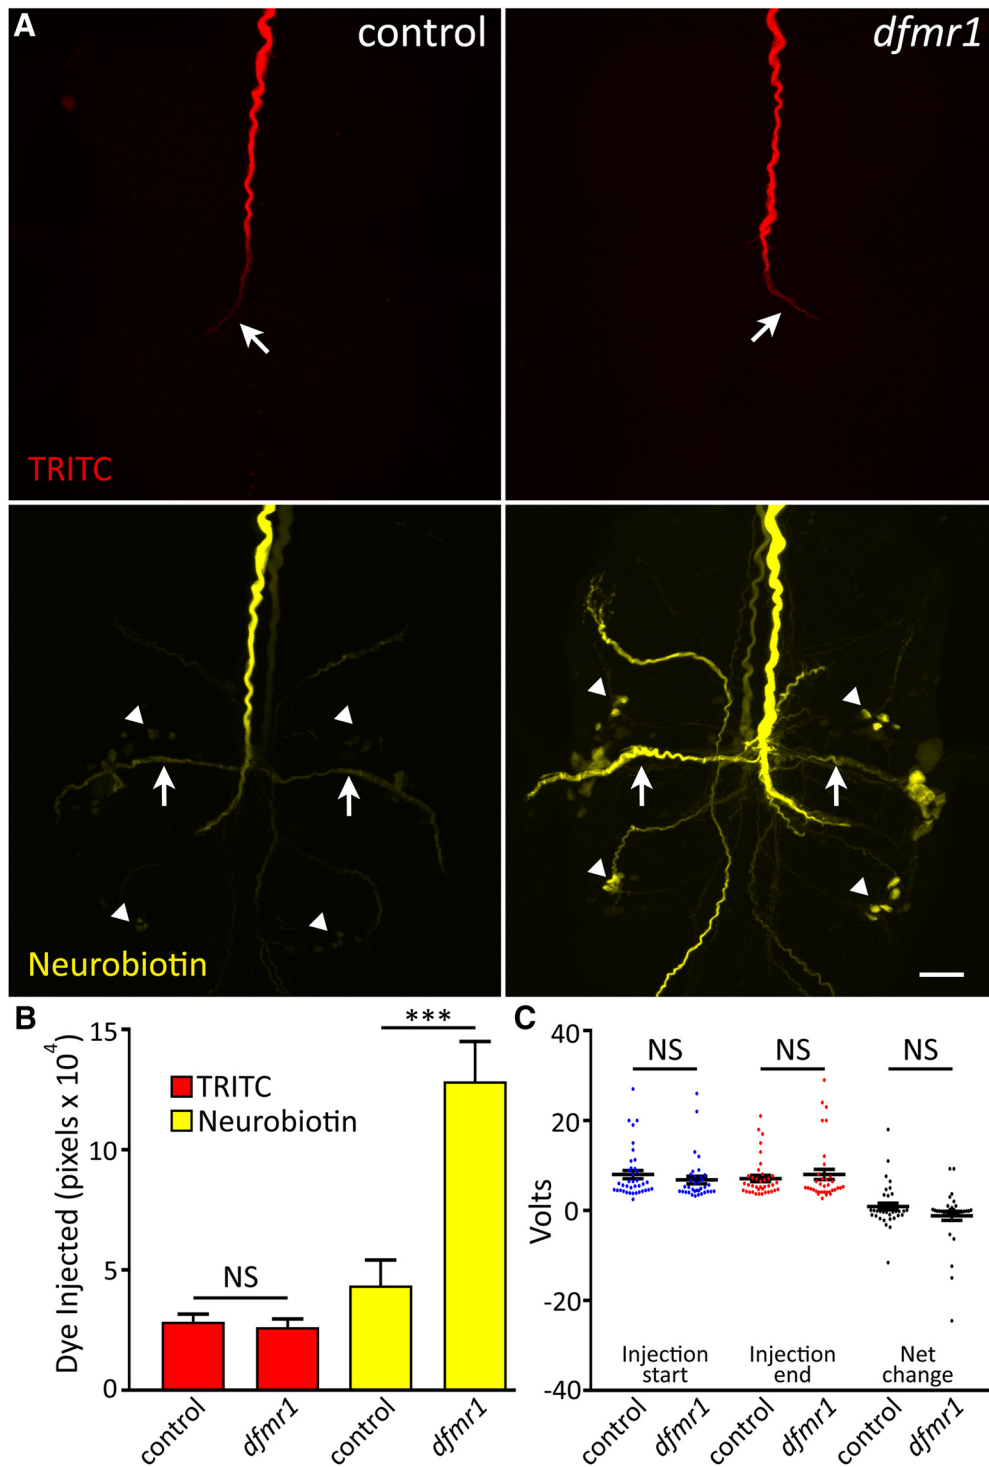 A
control
dfmr1
TRITC
Neurobiotin
B
Dye Injected (pixels x 10⁴)
15
10
5
0
TRITC
Neurobiotin
NS
***
control
dfmr1
control
dfmr1
C
Volts
40
20
0
-20
-40
NS
NS
NS
Injection
start
Injection
end
Net
change
control
dfmr1
control
dfmr1
control
dfmr1